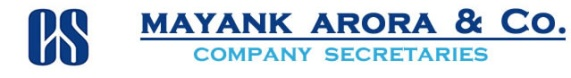 CS
MAYANK ARORA & CO.
COMPANY SECRETARIES